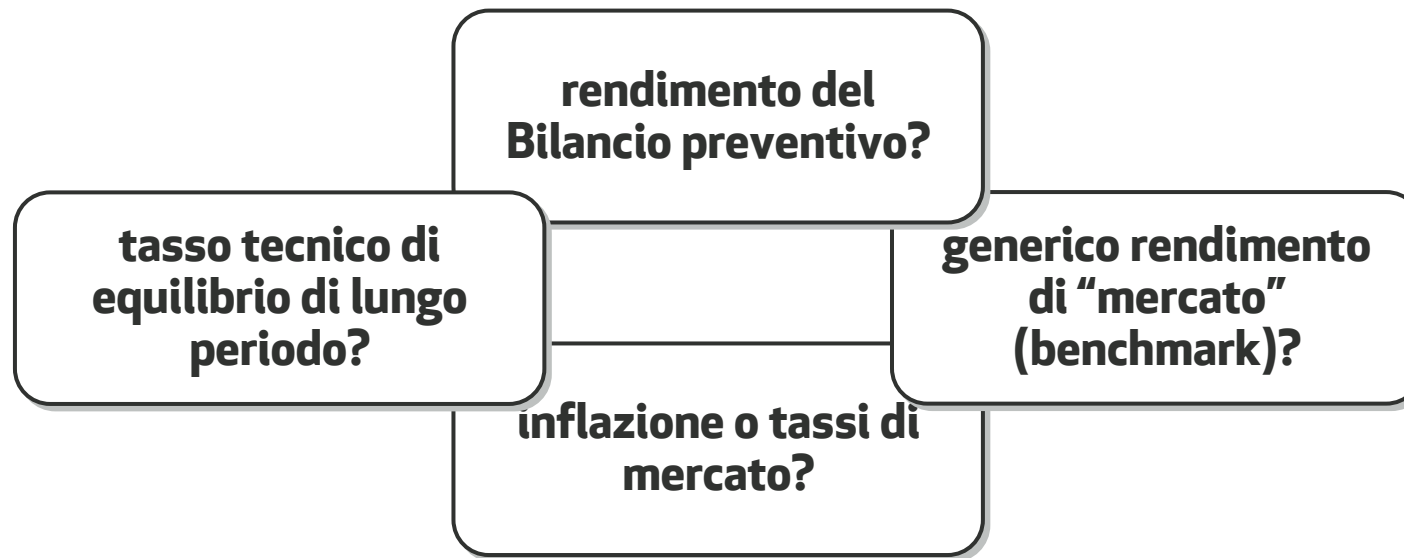 rendimento del
Bilancio preventivo?
tasso tecnico di
equilibrio di lungo
periodo?
generico rendimento
di “mercato”
(benchmark)?
inflazione o tassi di
mercato?